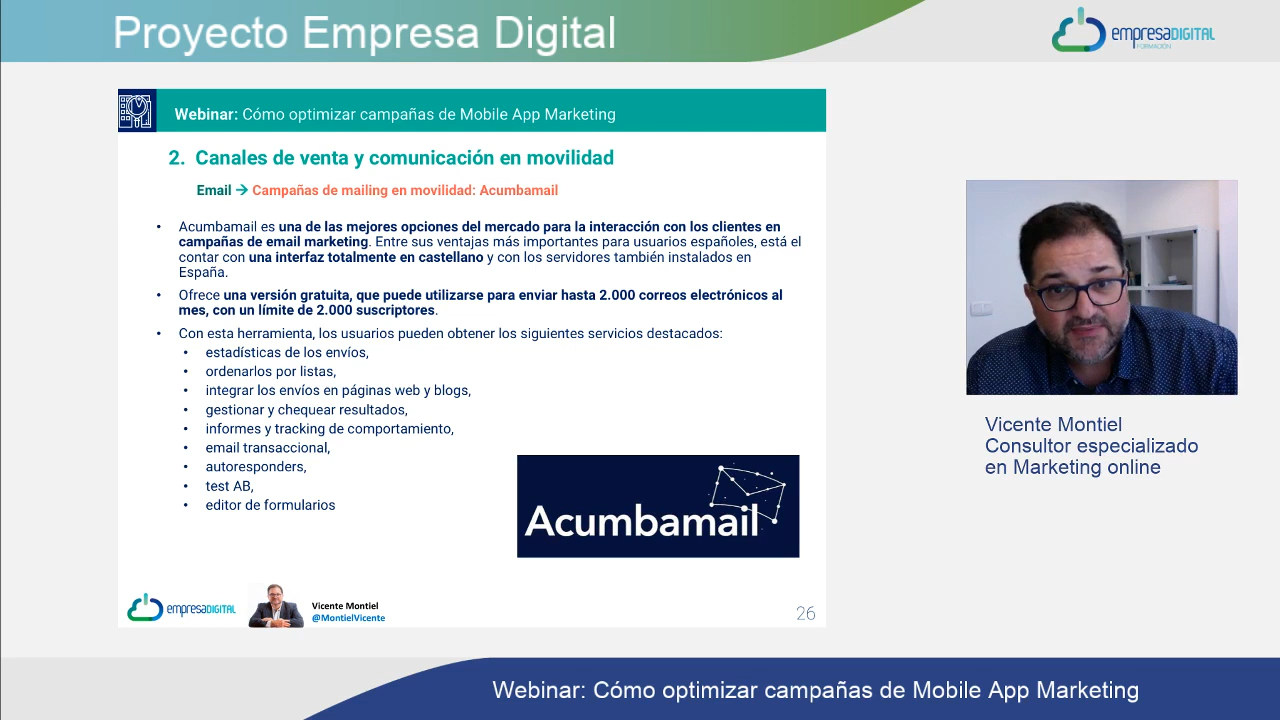 Proyecto Empresa Digital
empresaDIGITAL
FORMACIÓN
Webinar: Cómo optimizar campañas de Mobile App Marketing
2. Canales de venta y comunicación en movilidad
Email → Campañas de mailing en movilidad: Acumbamail
• Acumbamail es una de las mejores opciones del mercado para la interacción con los clientes en
campañas de email marketing. Entre sus ventajas más importantes para usuarios españoles, está el
contar con una interfaz totalmente en castellano y con los servidores también instalados en
España.
• Ofrece una versión gratuita, que puede utilizarse para enviar hasta 2.000 correos electrónicos al
mes, con un límite de 2.000 suscriptores.
• Con esta herramienta, los usuarios pueden obtener los siguientes servicios destacados:
• estadísticas de los envíos,
• ordenarlos por listas,
• integrar los envíos en páginas web y blogs,
• gestionar y chequear resultados,
• informes y tracking de comportamiento,
• email transaccional,
• autoresponders,
• test AB,
• editor de formularios
Acumbamail
empresaDIGITAL
Vicente Montiel
@MontielVicente
26
Vicente Montiel
Consultor especializado
en Marketing online
Webinar: Cómo optimizar campañas de Mobile App Marketing